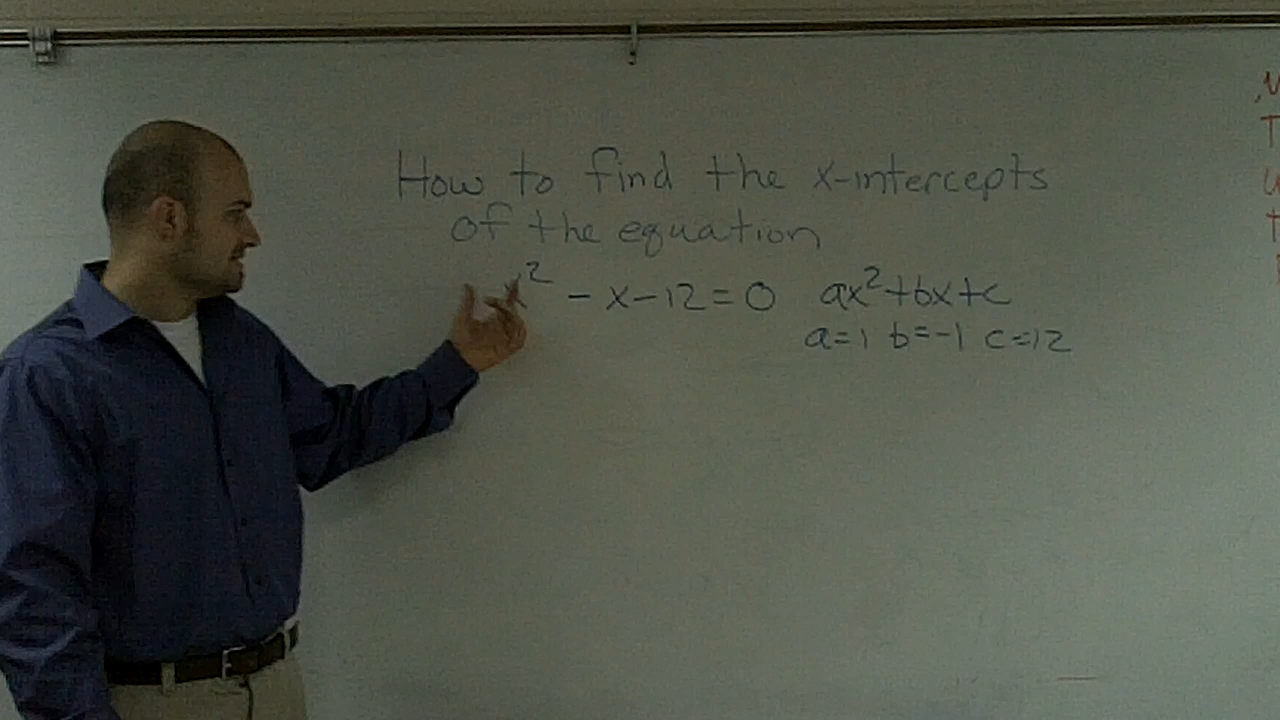 How to find the x-intercepts
of the equation
x² - x - 12 = 0 ax² + bx + c
a = 1 b = -1 c = 12